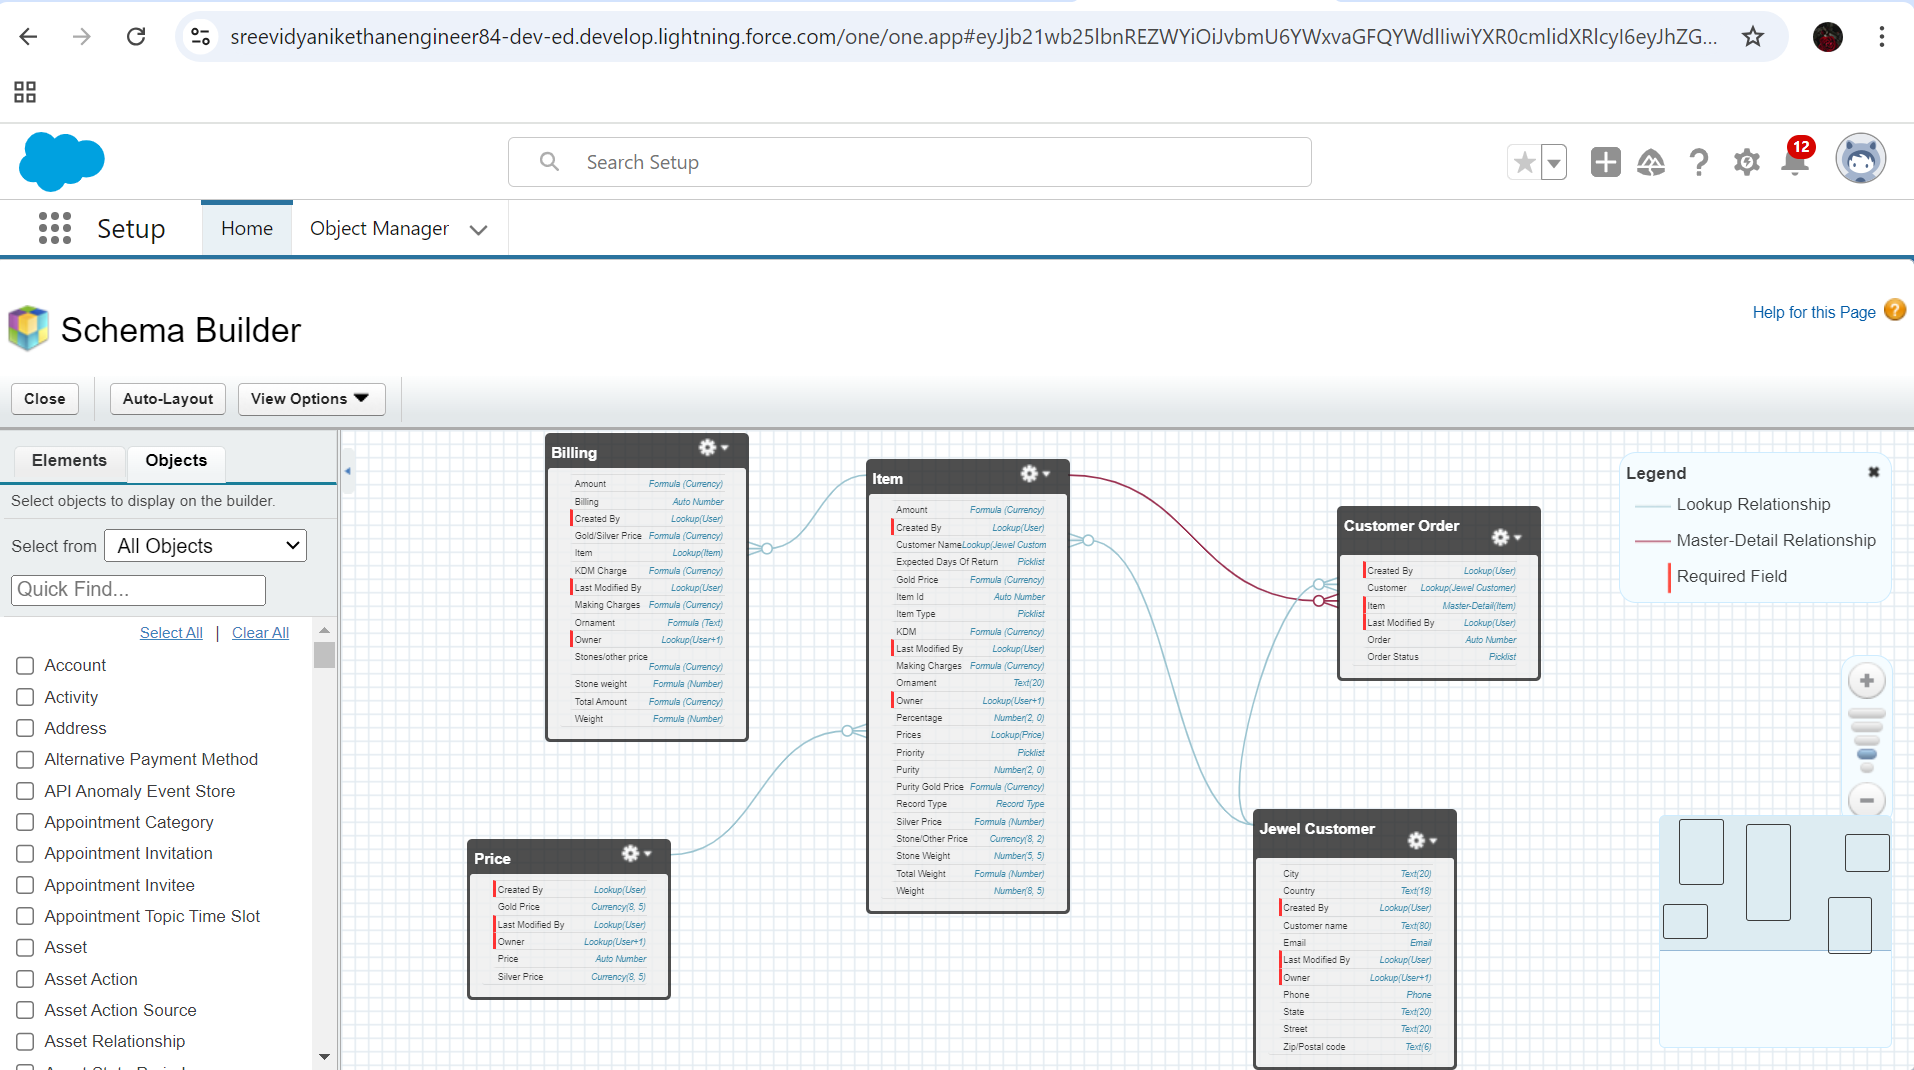 sreevidyanikethanengineer84-dev-ed.develop.lightning.force.com/one/one.app#eyJjb21wb25lbnREZWYiOiJvbmU6YWxvaGFQYWdlIiwiYXR0cmlidXRlcyI6eyJhZG...
Search Setup
12
Setup
Home
Object Manager
Schema Builder
Help for this Page
Close
Auto-Layout
View Options
Elements
Objects
Select objects to display on the builder.
Select from
All Objects
Quick Find...
Select All | Clear All
Account
Activity
Address
Alternative Payment Method
API Anomaly Event Store
Appointment Category
Appointment Invitation
Appointment Invitee
Appointment Topic Time Slot
Asset
Asset Action
Asset Action Source
Asset Relationship
Billing
Amount Formula (Currency)
Billing Auto Number
Created By Lookup(User)
Gold/Silver Price Formula (Currency)
Item Lookup(Item)
KDM Charge Formula (Currency)
Last Modified By Lookup(User)
Making Charges Formula (Currency)
Ornament Formula (Text)
Owner Lookup(User+1)
Stones/other price
Formula (Currency)
Stone weight Formula (Number)
Total Amount Formula (Currency)
Weight Formula (Number)
Price
Created By Lookup(User)
Gold Price Currency(8, 5)
Last Modified By Lookup(User)
Owner Lookup(User+1)
Price Auto Number
Silver Price Currency(8, 5)
Item
Amount Formula (Currency)
Created By Lookup(User)
Customer Name Lookup(Jewel Custom
Expected Days Of Return Picklist
Gold Price Formula (Currency)
Item Id Auto Number
Item Type Picklist
KDM Formula (Currency)
Last Modified By Lookup(User)
Making Charges Formula (Currency)
Ornament Text(20)
Owner Lookup(User+1)
Percentage Number(2, 0)
Prices Lookup(Price)
Priority Picklist
Purity Number(2, 0)
Purity Gold Price Formula (Currency)
Record Type Record Type
Silver Price Formula (Number)
Stone/Other Price Currency(8, 2)
Stone Weight Number(5, 5)
Total Weight Formula (Number)
Weight Number(8, 5)
Customer Order
Created By Lookup(User)
Customer Lookup(Jewel Customer)
Item Master-Detail(Item)
Last Modified By Lookup(User)
Order Auto Number
Order Status Picklist
Jewel Customer
City Text(20)
Country Text(18)
Created By Lookup(User)
Customer name Text(80)
Email Email
Last Modified By Lookup(User)
Owner Lookup(User+1)
Phone Phone
State Text(20)
Street Text(20)
Zip/Postal code Text(6)
Legend
Lookup Relationship
Master-Detail Relationship
Required Field